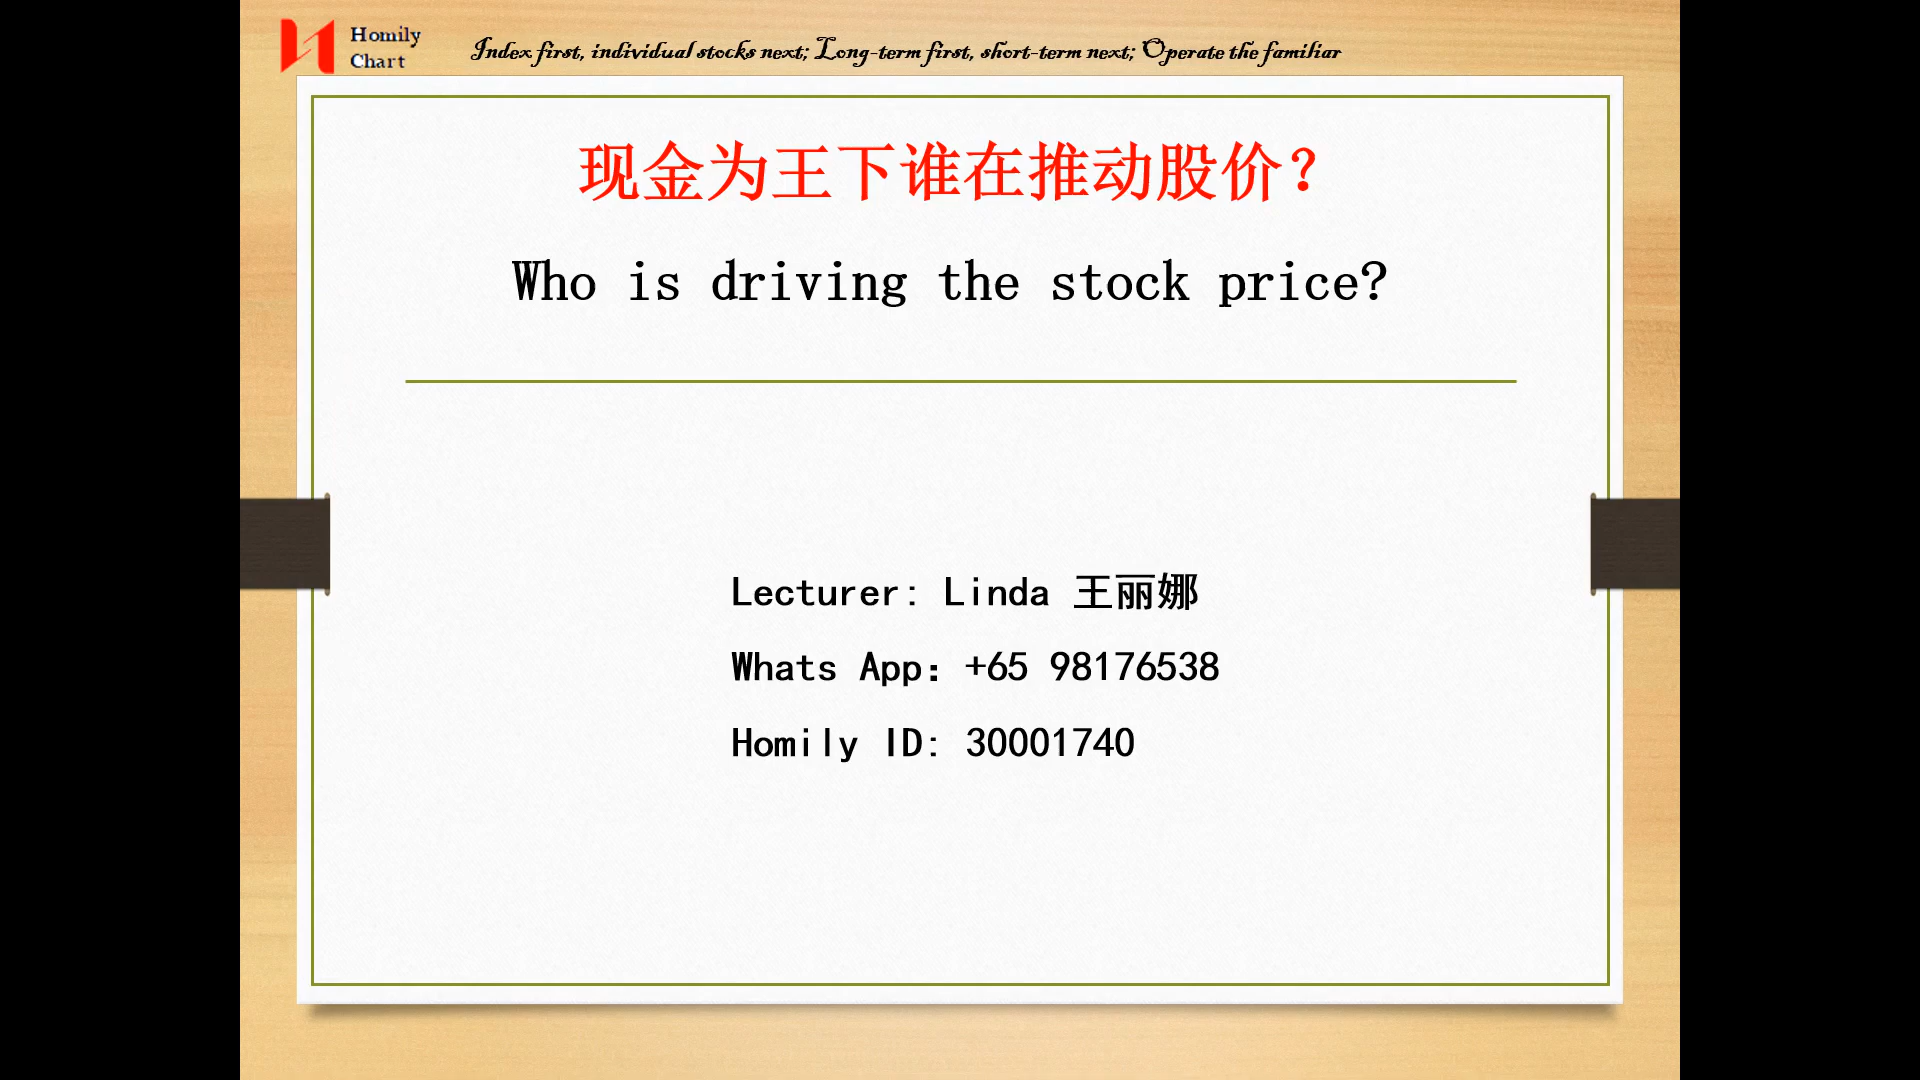 Homily
Chart
Index first, individual stocks next; Long-term first, short-term next; Operate the familiar
现金为王下谁在推动股价？
Who is driving the stock price?
Lecturer: Linda 王丽娜
Whats App：+65 98176538
Homily ID: 30001740